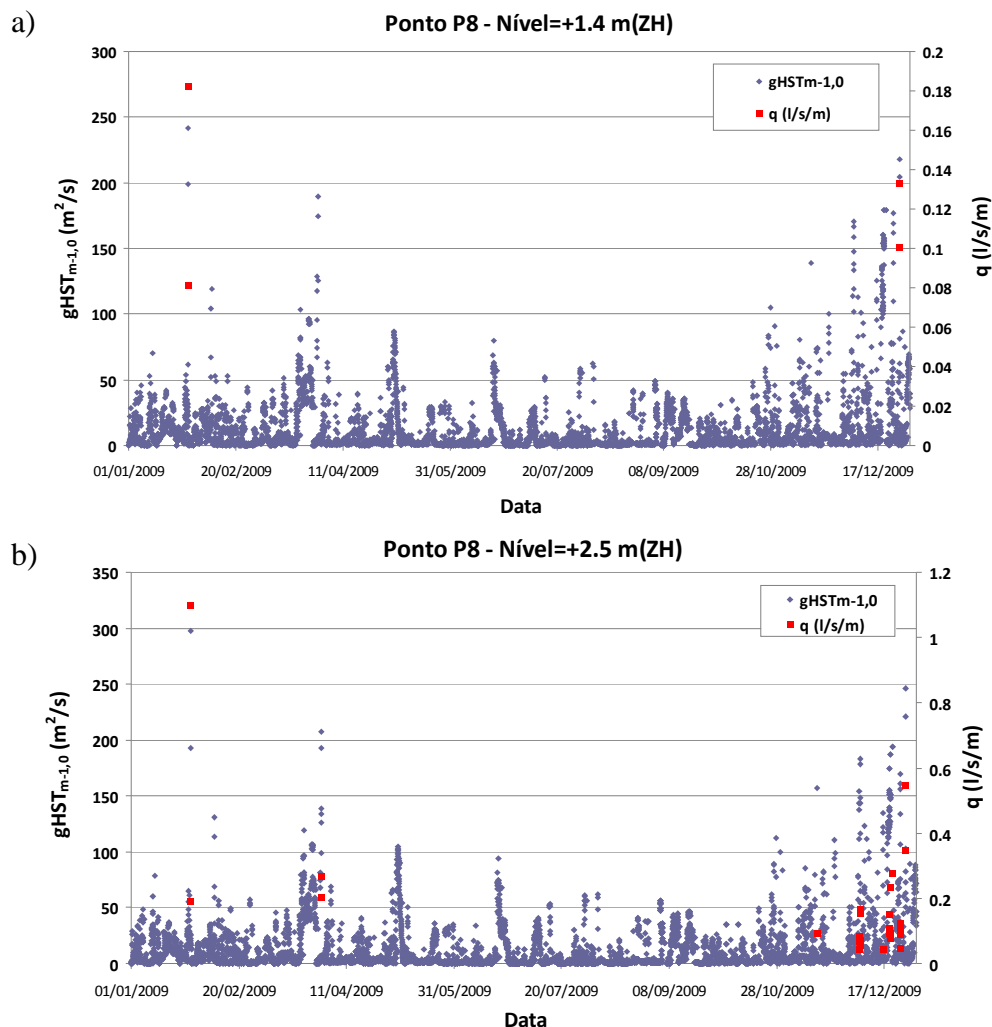 a)
Ponto P8 - Nível=+1.4 m(ZH)
300
250
200
150
100
50
0
gHSTm-1,0 (m2/s)
0.2
0.18
0.16
0.14
0.12
0.1
0.08
0.06
0.04
0.02
0
q (l/s/m)
gHSTm-1,0
q (l/s/m)
01/01/2009 20/02/2009 11/04/2009 31/05/2009 20/07/2009 08/09/2009 28/10/2009 17/12/2009
Data
b)
Ponto P8 - Nível=+2.5 m(ZH)
350
300
250
200
150
100
50
0
gHSTm-1,0 (m2/s)
1.2
1
0.8
0.6
0.4
0.2
0
q (l/s/m)
gHSTm-1,0
q (l/s/m)
01/01/2009 20/02/2009 11/04/2009 31/05/2009 20/07/2009 08/09/2009 28/10/2009 17/12/2009
Data